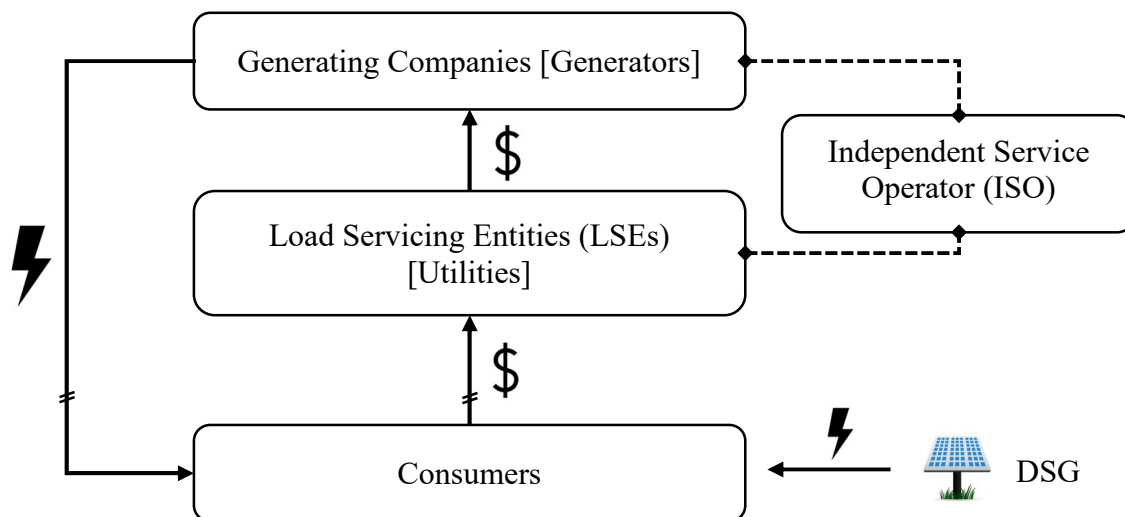 Generating Companies [Generators]
$
Independent Service
Operator (ISO)
Load Servicing Entities (LSEs)
[Utilities]
$
Consumers
DSG